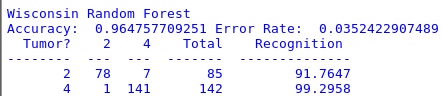 Wisconsin Random Forest
Accuracy:  0.964757709251 Error Rate:  0.0352422907489
  Tumor?    2    4     Total     Recognition
--------  ---  ---  -------  --------------
       2   78    7       85         91.7647
       4    1  141      142         99.2958